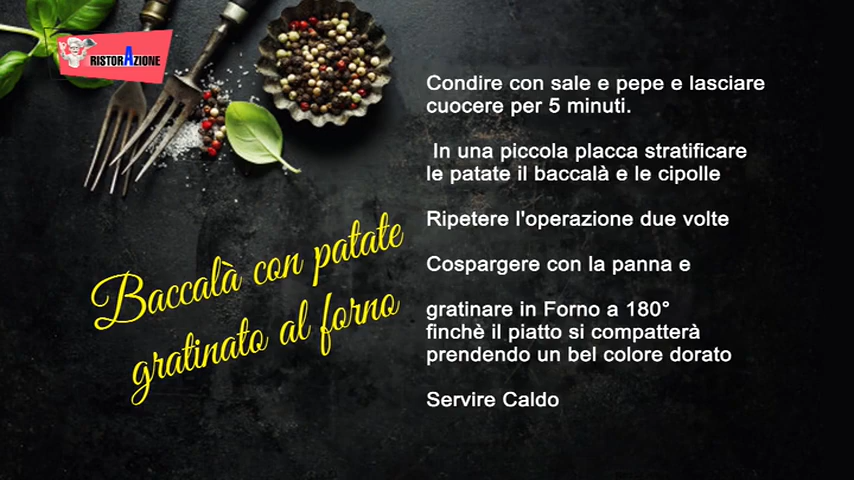 RISTORAZIONE
Condire con sale e pepe e lasciare
cuocere per 5 minuti.
In una piccola placca stratificare
le patate il baccalà e le cipolle
Ripetere l'operazione due volte
Cospargere con la panna e
gratinare in Forno a 180°
finchè il piatto si compatterà
prendendo un bel colore dorato
Servire Caldo
Baccalà con patate
gratinato al forno